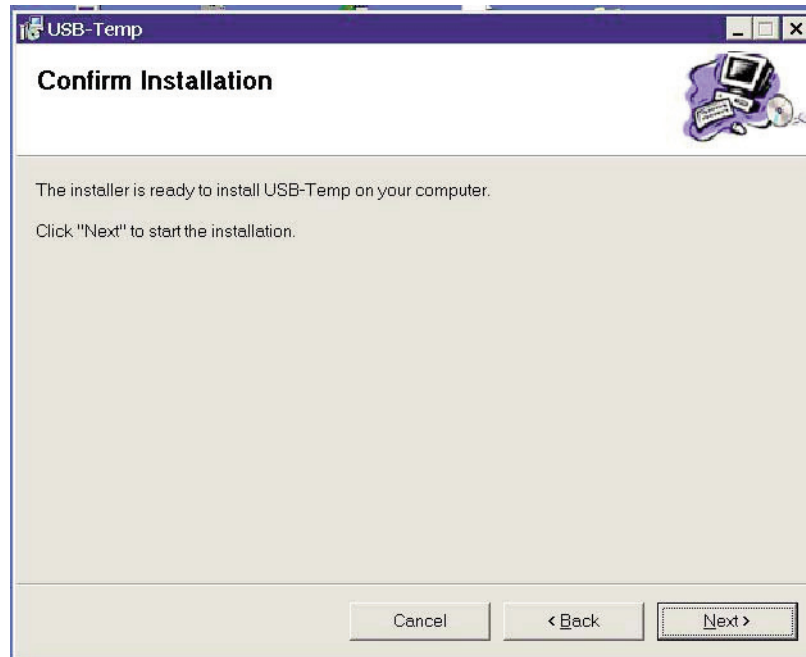 USB-Temp
Confirm Installation
The installer is ready to install USB-Temp on your computer.
Click "Next" to start the installation.
Cancel
< Back
Next >